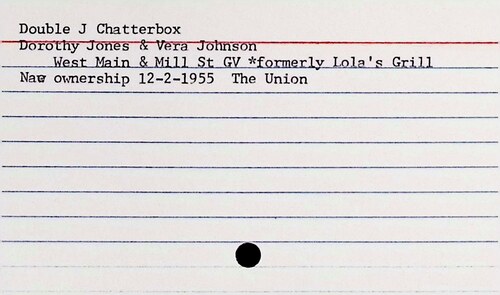 Double J Chatterbox
Dorothy Jones & Vera Johnson
West Main & Mill St GV *formerly Lola's Grill
New ownership 12-2-1955 The Union